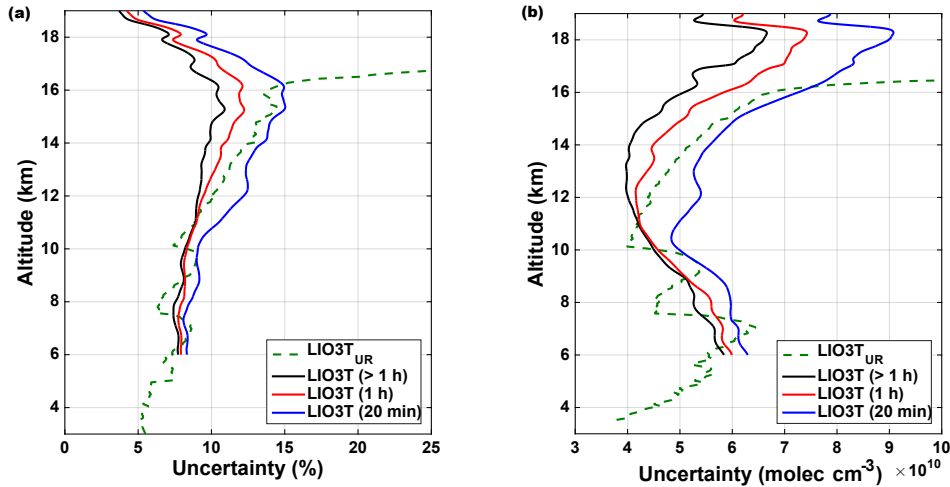 (a)
18
16
14
12
10
8
6
4
Altitude (km)
0 5 10 15 20 25
Uncertainty (%)
LIO3T_UR
LIO3T (> 1 h)
LIO3T (1 h)
LIO3T (20 min)
(b)
18
16
14
12
10
8
6
4
Altitude (km)
3 4 5 6 7 8 9 10
Uncertainty (molec cm⁻³) ×10¹⁰
LIO3T_UR
LIO3T (> 1 h)
LIO3T (1 h)
LIO3T (20 min)